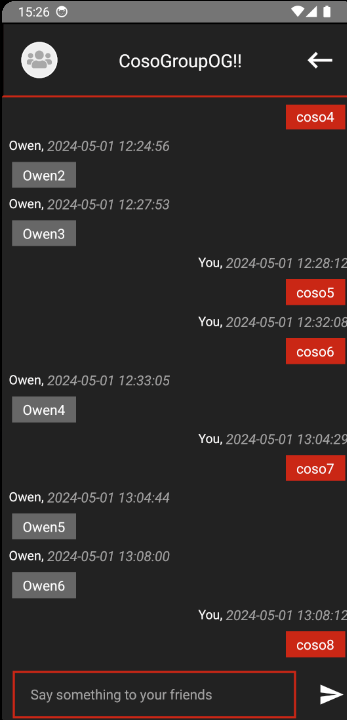 15:26
CosoGroupOG!!
coso4
Owen, 2024-05-01 12:24:56
Owen2
Owen, 2024-05-01 12:27:53
Owen3
You, 2024-05-01 12:28:12
coso5
You, 2024-05-01 12:32:08
coso6
Owen, 2024-05-01 12:33:05
Owen4
You, 2024-05-01 13:04:29
coso7
Owen, 2024-05-01 13:04:44
Owen5
Owen, 2024-05-01 13:08:00
Owen6
You, 2024-05-01 13:08:12
coso8
Say something to your friends